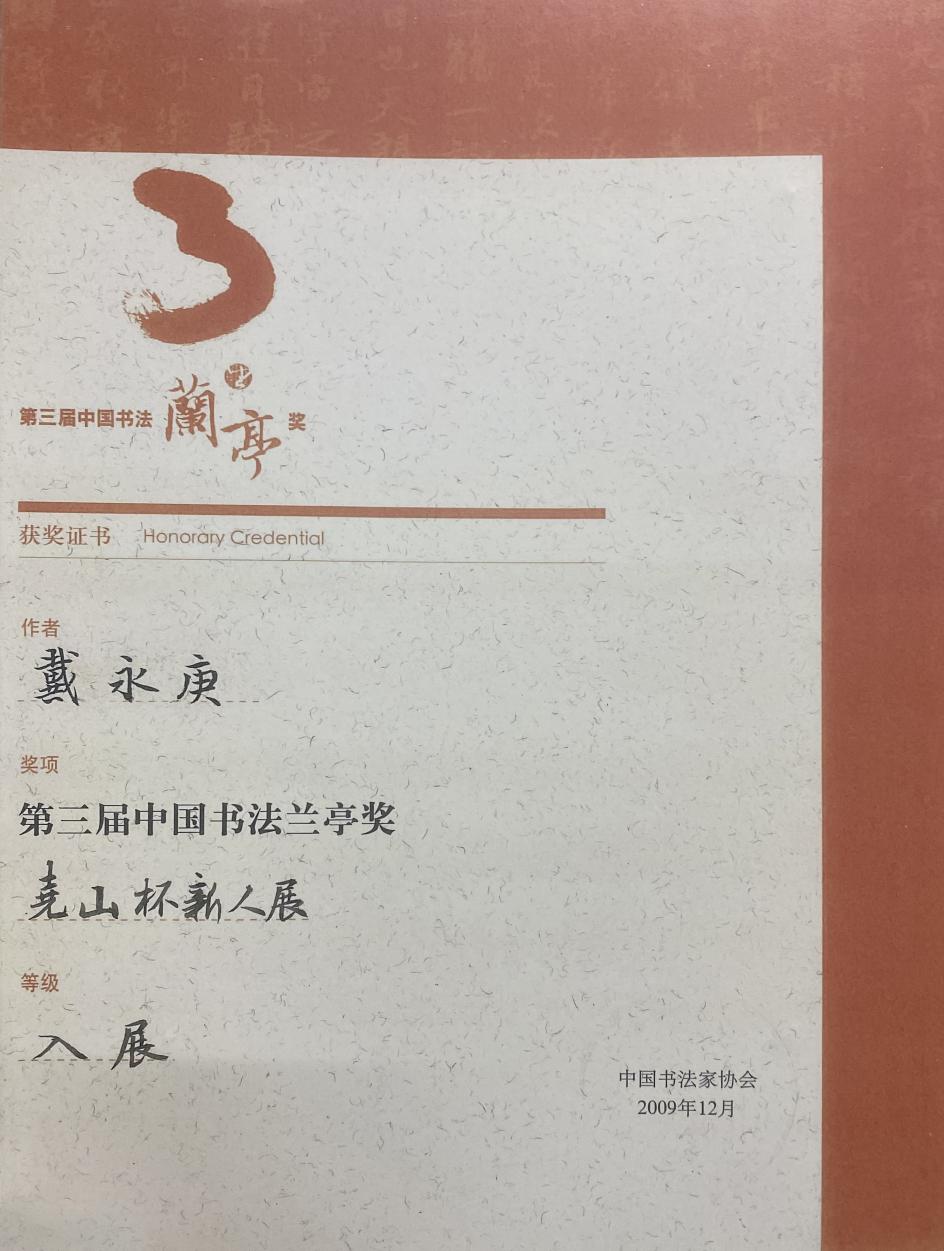 3
第三届中国书法蘭亭奖
获奖证书 Honorary Credential
作者
戴永庚
奖项
第三届中国书法兰亭奖
尧山杯新人展
等级
入展
中国书法家协会
2009年12月